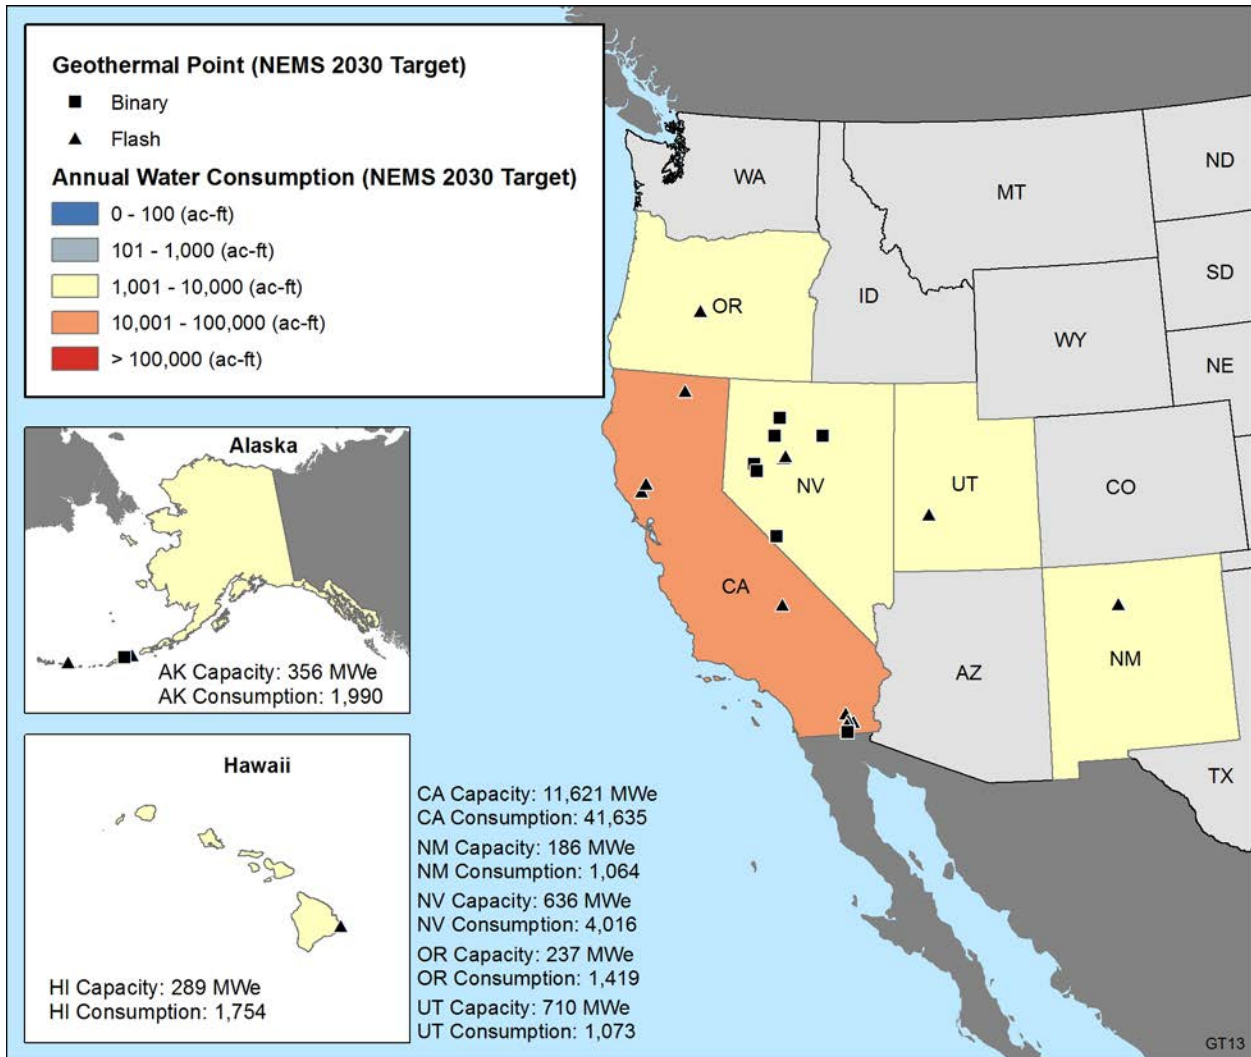 Geothermal Point (NEMS 2030 Target)
Binary
Flash
Annual Water Consumption (NEMS 2030 Target)
0 - 100 (ac-ft)
101 - 1,000 (ac-ft)
1,001 - 10,000 (ac-ft)
10,001 - 100,000 (ac-ft)
> 100,000 (ac-ft)
WA
MT
ND
OR
ID
SD
WY
NE
NV
UT
CO
CA
AZ
NM
TX
Alaska
AK Capacity: 356 MWe
AK Consumption: 1,990
Hawaii
HI Capacity: 289 MWe
HI Consumption: 1,754
CA Capacity: 11,621 MWe
CA Consumption: 41,635
NM Capacity: 186 MWe
NM Consumption: 1,064
NV Capacity: 636 MWe
NV Consumption: 4,016
OR Capacity: 237 MWe
OR Consumption: 1,419
UT Capacity: 710 MWe
UT Consumption: 1,073
GT13